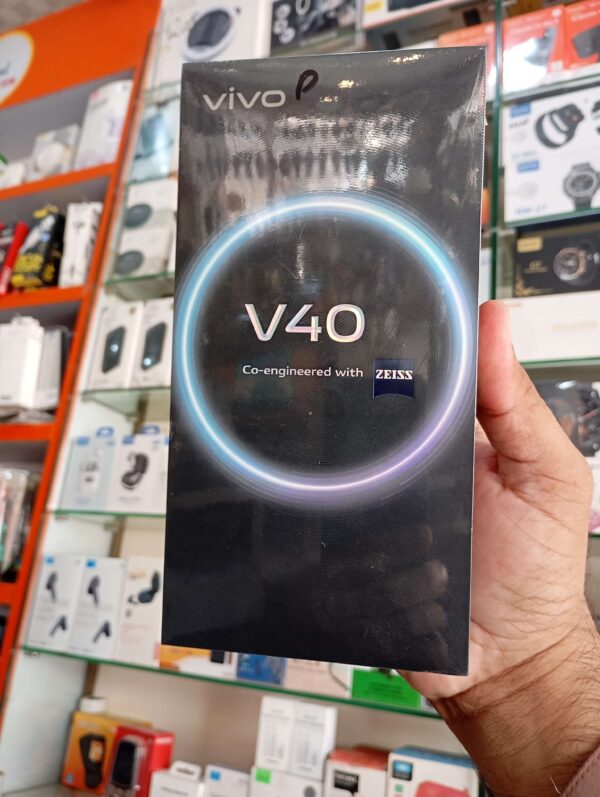 vivo P
V40
Co-engineered with ZEISS